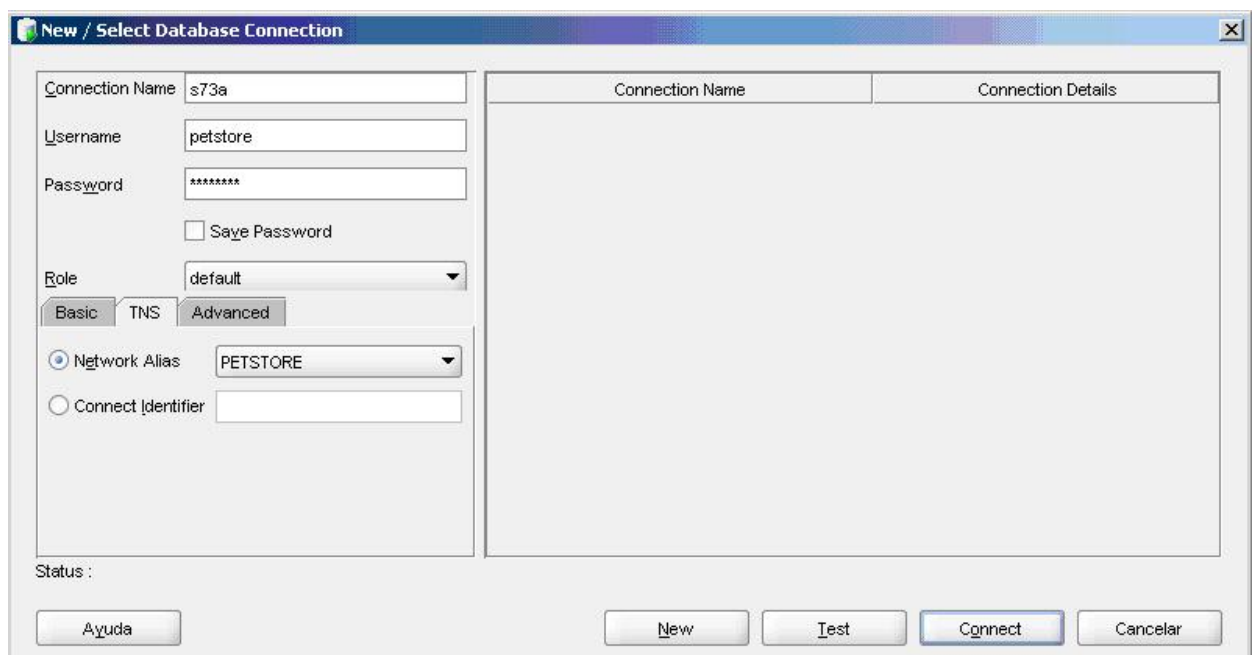 New / Select Database Connection
Connection Name s73a
Username petstore
Password ********
Save Password
Role default
Basic TNS Advanced
Network Alias PETSTORE
Connect Identifier
Connection Name Connection Details
Status :
Ayuda New Test Connect Cancelar